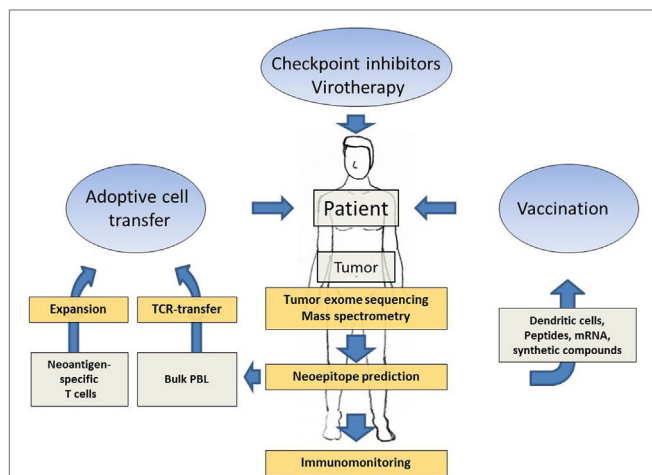 Checkpoint inhibitors
Virotherapy
Adoptive cell
transfer
Patient
Vaccination
Tumor
Tumor exome sequencing
Mass spectrometry
Expansion
TCR-transfer
Dendritic cells,
Peptides, mRNA,
synthetic compounds
Neoantigen-
specific
T cells
Bulk PBL
Neoepitope prediction
Immunomonitoring